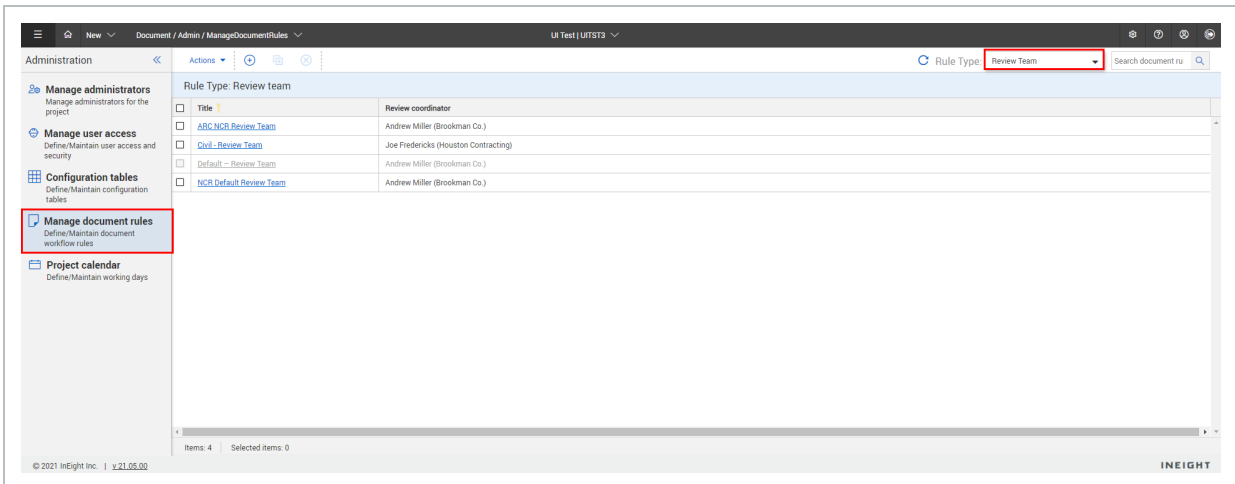 New
Document / Admin / ManageDocumentRules
UI Test | UITST3
Administration
Actions
Rule Type:
Review Team
Search document ru
Manage administrators
Manage administrators for the
project
Manage user access
Define/Maintain user access and
security
Configuration tables
Define/Maintain configuration
tables
Manage document rules
Define/Maintain document
workflow rules
Project calendar
Define/Maintain working days
Rule Type: Review team
Title
Review coordinator
ARC NCR Review Team
Andrew Miller (Brookman Co.)
Civil - Review Team
Joe Fredericks (Houston Contracting)
Default – Review Team
Andrew Miller (Brookman Co.)
NCR Default Review Team
Andrew Miller (Brookman Co.)
Items: 4
Selected items: 0
© 2021 InEight Inc. | v 21.05.00
INEIGHT